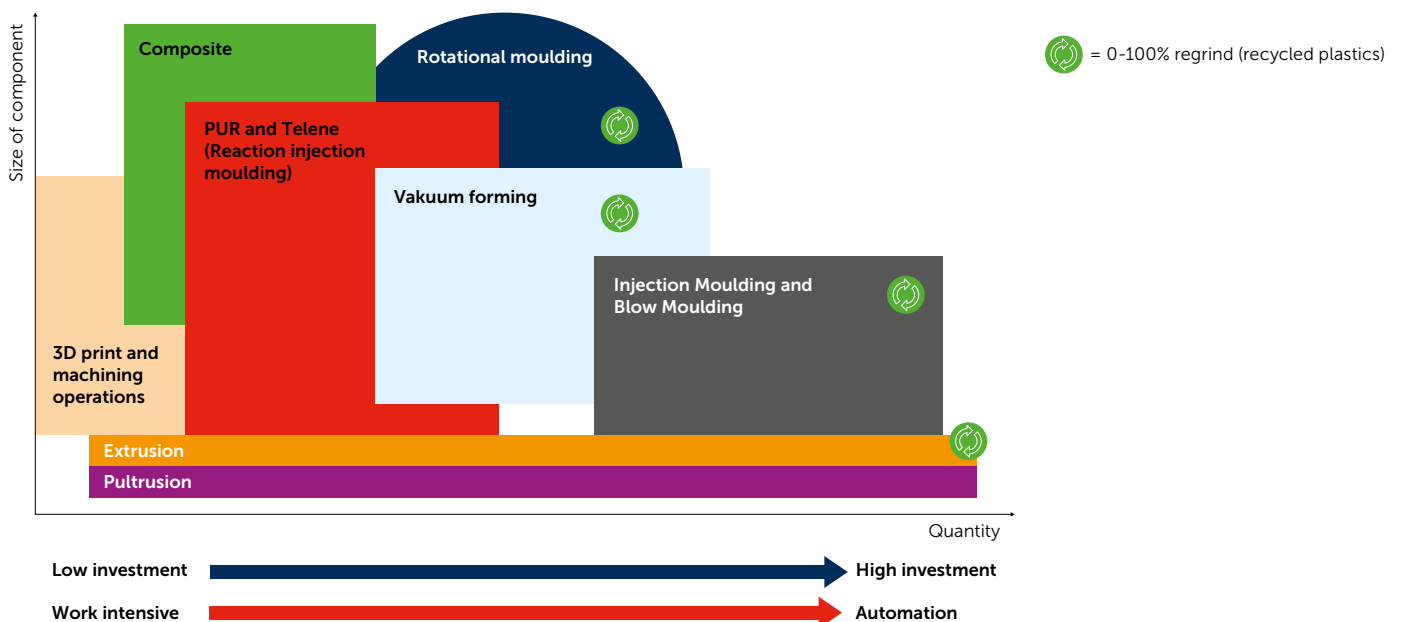 Size of component
Composite
Rotational moulding
= 0-100% regrind (recycled plastics)
PUR and Telene
(Reaction injection
moulding)
Vakuum forming
Injection Moulding and
Blow Moulding
3D print and
machining
operations
Extrusion
Pultrusion
Quantity
Low investment
High investment
Work intensive
Automation